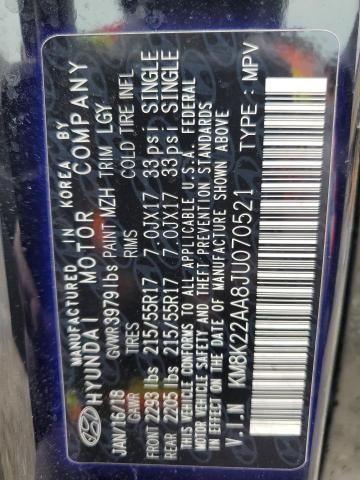 MANUFACTURED IN KOREA BY
HYUNDAI MOTOR COMPANY
GVWR 3979lbs PAINT MZH TRIM LGY
JAN/16/18 GAWR TIRES RIMS COLD TIRE INFL
FRONT 2293 lbs 215/55R17 7.0JX17 33psi SINGLE
REAR 2205 lbs 215/55R17 7.0JX17 33psi SINGLE
THIS VEHICLE CONFORMS TO ALL APPLICABLE U.S.A. FEDERAL
MOTOR VEHICLE SAFETY AND THEFT PREVENTION STANDARDS
IN EFFECT ON THE DATE OF MANUFACTURE SHOWN ABOVE.
V.I.N KM8K22AA8JU070521 TYPE : MPV